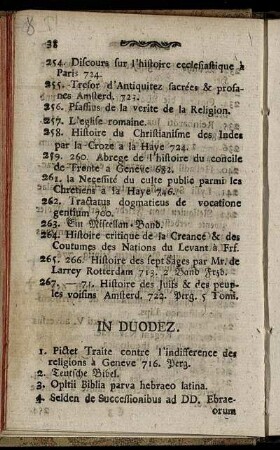 38
254. Discours sur l'histoire ecclesiastique à
Paris 724.
255. Tresor d'Antiquitez sacrées & profa-
nes Amsterd. 723.
256. Pfaffius de la verite de la Religion.
257. L'eglise romaine.
258. Histoire du Christianisme des Indes
par la Croze a la Haye 724.
259. 260. Abrege de l'histoire du concile
de Trente a Geneve 682.
261. la Necesité du culte public parmi les
Chretiens a la Haye 746.
262. Tractatus dogmaticus de vocatione
gentium 700.
263. Ein Miscellan-Band.
264. Histoire critique de la Creance & des
Coutumes des Nations du Levant à Frf.
265. 266. Histoire des sept sages par Mr. de
Larrey Rotterdam 713. 2 Band Frzb.
267. — 71. Histoire des Juifs & des peup-
les voisins Amsterd. 722. Perg. 5 Tomi.
IN DUODEZ.
1. Pictet Traite contre l'indifference des
religions à Geneve 716. Perg.
2. Teutsche Bibel.
3. Opitii Biblia parva hebraeo latina.
4. Selden de Successionibus ad DD. Ebrae-
orum